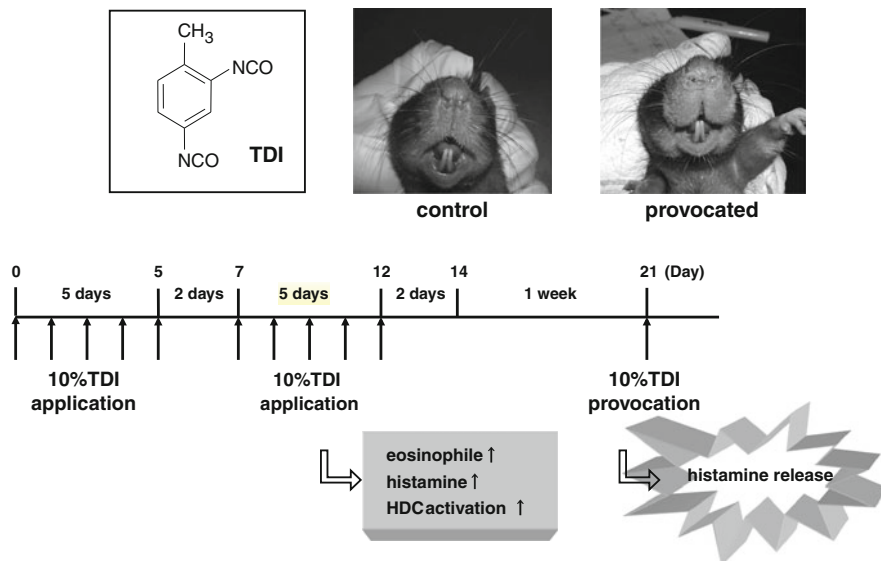 CH3
NCO
NCO
TDI
control
provocated
0 5 7 12 14 21 (Day)
5 days 2 days 5 days 2 days 1 week
10%TDI application
10%TDI application
10%TDI provocation
eosinophile ↑
histamine ↑
HDCactivation ↑
histamine release